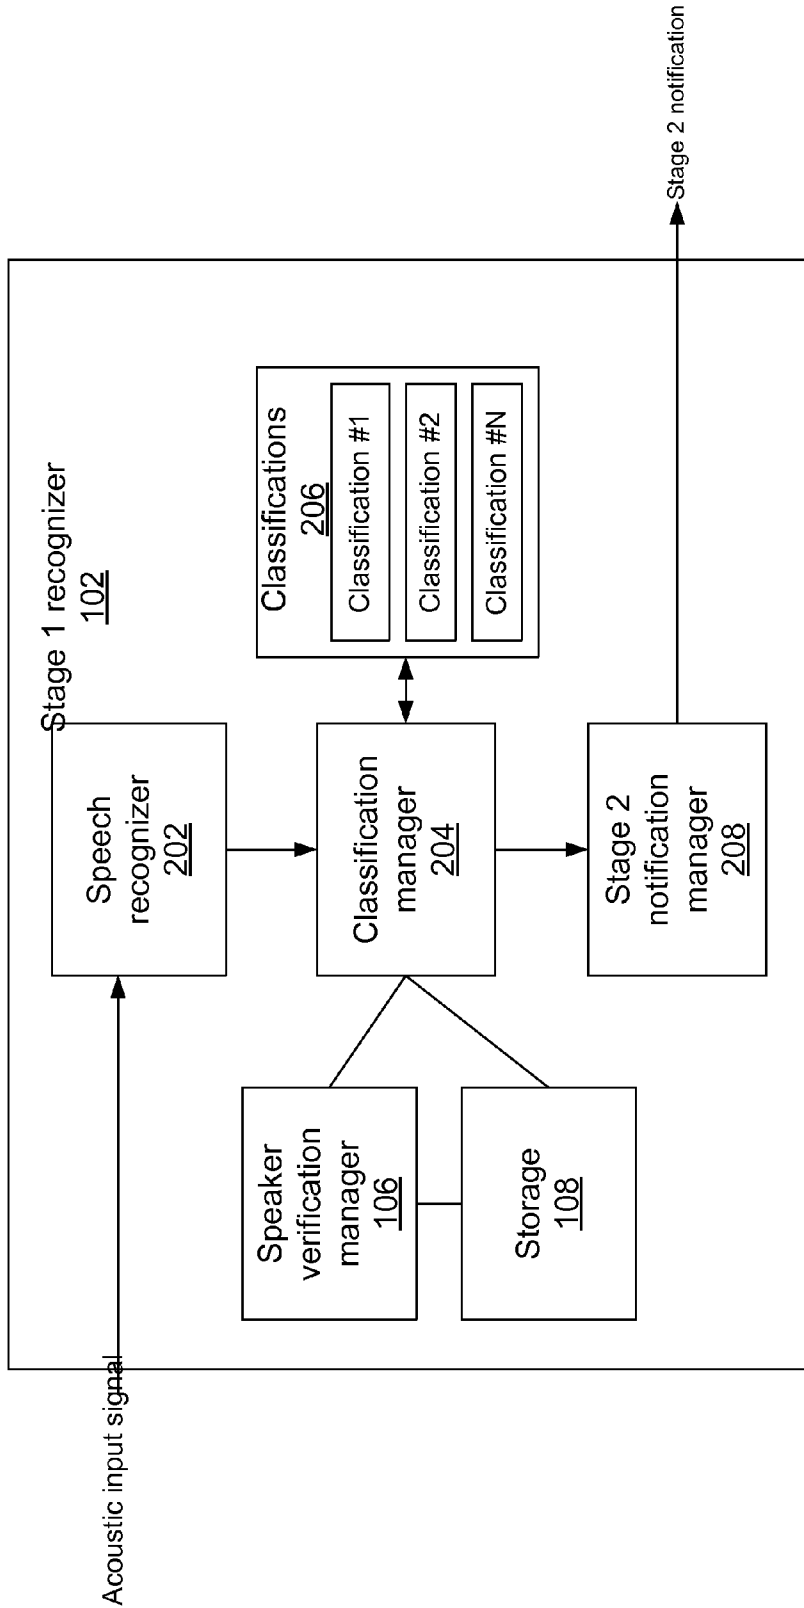 Stage 1 recognizer
102
Acoustic input signal
Speech
recognizer
202
Speaker
verification
manager
106
Classification
manager
204
Classifications
206
Classification #1
Classification #2
Classification #N
Storage
108
Stage 2
notification
manager
208
Stage 2 notification